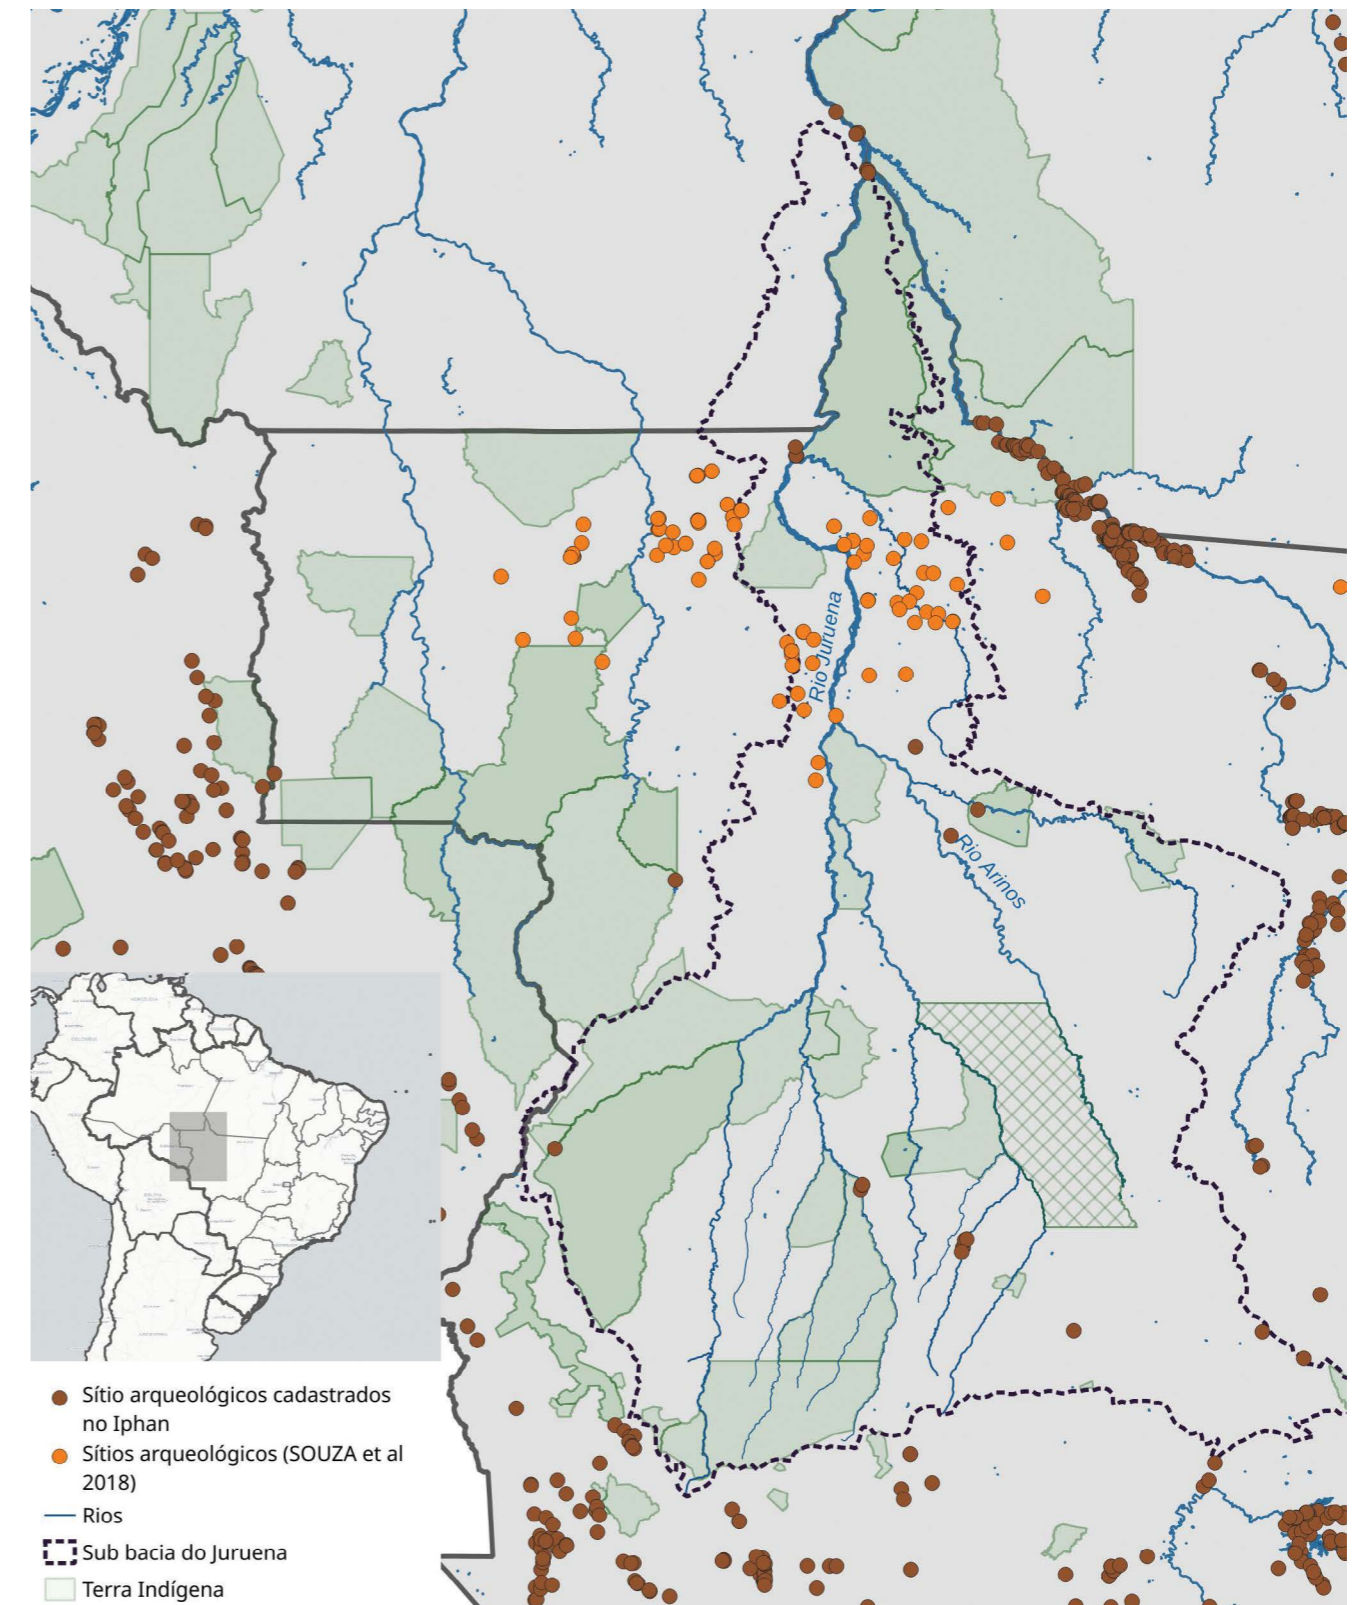 Rio Juruena
Rio Arinos
Sítio arqueológicos cadastrados
no Iphan
Sítios arqueológicos (SOUZA et al
2018)
Rios
Sub bacia do Juruena
Terra Indígena